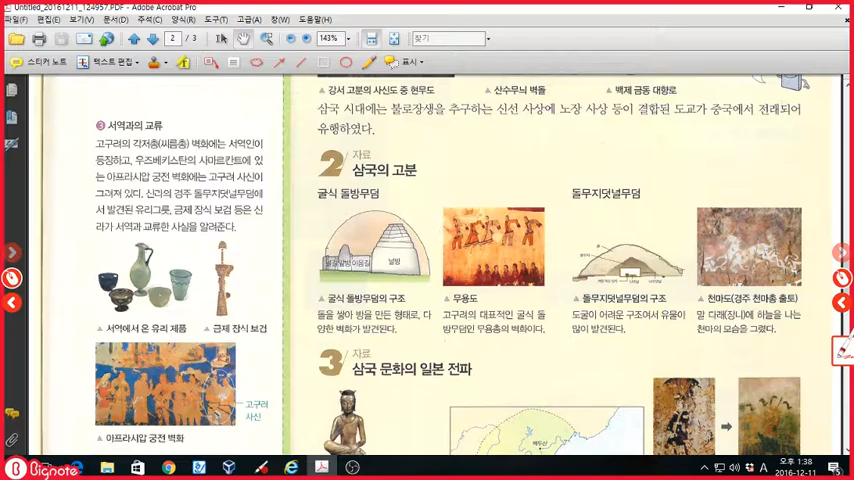 Untitled_20161211_124957.PDF - Adobe Acrobat Pro
파일(F) 편집(E) 보기(V) 문서(D) 주석(C) 양식(R) 도구(T) 고급(A) 창(W) 도움말(H)
2 / 3 143% 찾기
스티커 노트 텍스트 편집 표시
강서 고분의 사신도 중 현무도
산수무늬 벽돌
백제 금동 대향로
삼국 시대에는 불로장생을 추구하는 신선 사상에 노장 사상 등이 결합된 도교가 중국에서 전래되어
유행하였다.
3 서역과의 교류
고구려의 각저총(씨름총) 벽화에는 서역인이
등장하고, 우즈베키스탄의 사마르칸트에 있
는 아프라시압 궁전 벽화에는 고구려 사신이
그려져 있다. 신라의 경주 돌무지덧널무덤에
서 발견된 유리그릇, 금제 장식 보검 등은 신
라가 서역과 교류한 사실을 알려준다.
서역에서 온 유리 제품
금제 장식 보검
고구려
사신
아프라시압 궁전 벽화
2 자료
삼국의 고분
굴식 돌방무덤
널방
굴식 돌방무덤의 구조
돌을 쌓아 방을 만든 형태로, 다
양한 벽화가 발견된다.
무용도
고구려의 대표적인 굴식 돌
방무덤인 무용총의 벽화이다.
돌무지덧널무덤
돌무지덧널무덤의 구조
도굴이 어려운 구조여서 유물이
많이 발견된다.
천마도(경주 천마총 출토)
말 다래(장니)에 하늘을 나는
천마의 모습을 그렸다.
3 자료
삼국 문화의 일본 전파
백두산
Bignote
A 오후 1:38
2016-12-11